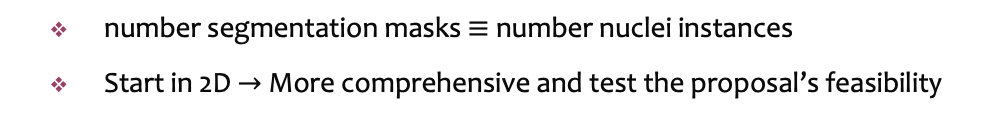 ❖ number segmentation masks ≡ number nuclei instances
❖ Start in 2D → More comprehensive and test the proposal’s feasibility